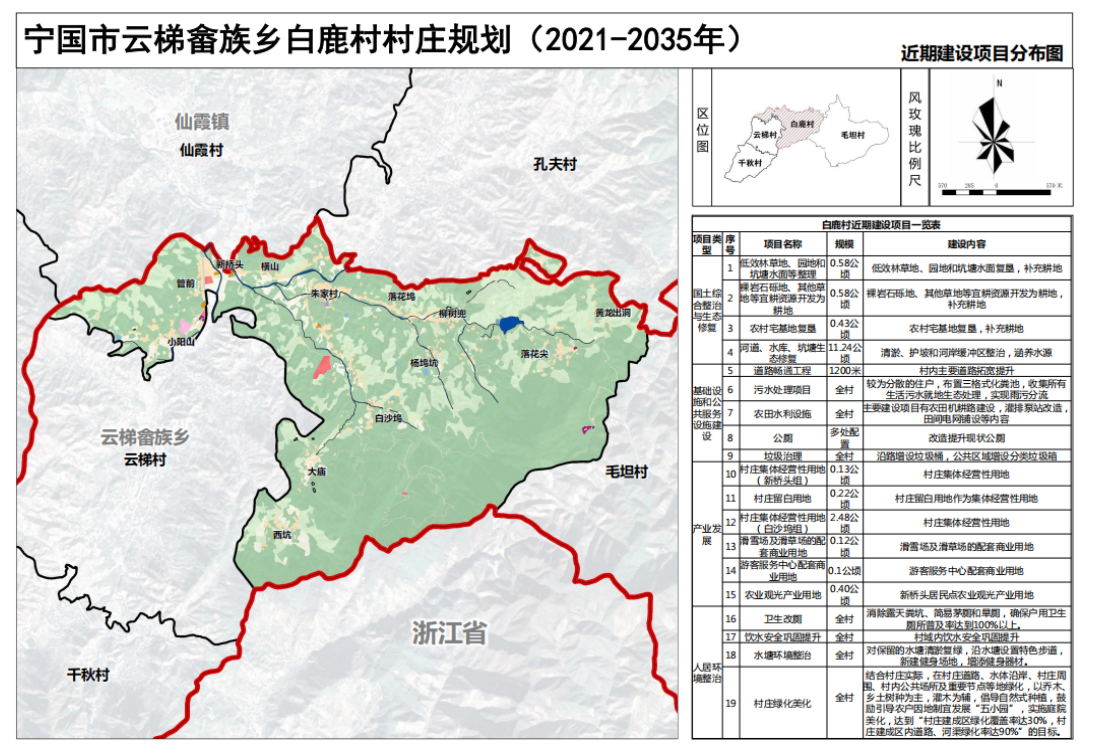 宁国市云梯畲族乡白鹿村村庄规划（2021-2035年）
近期建设项目分布图
仙霞镇
仙霞村
孔夫村
新桥头
横山
管前
朱家村
落花坞
柳树兜
黄龙出洞
小阳山
落花尖
杨坞坑
白沙坞
云梯畲族乡
云梯村
大庙
毛坦村
西坑
浙江省
千秋村
区位图
白鹿村
云梯村
毛坦村
千秋村
风玫瑰比例尺
N
570 285 0 570 米
白鹿村近期建设项目一览表
项目类型 序号 项目名称 规模 建设内容
国土综合整治与生态修复
1 低效林草地、园地和坑塘水面等整理 0.58公顷 低效林草地、园地和坑塘水面复垦，补充耕地
2 裸岩石砾地、其他草地等宜耕资源开发为耕地 0.58公顷 裸岩石砾地、其他草地等宜耕资源开发为耕地，补充耕地
3 农村宅基地复垦 0.43公顷 农村宅基地复垦，补充耕地
4 河道、水库、坑塘生态修复 11.24公顷 清淤、护坡和河岸缓冲区整治，涵养水源
基础设施和公共服务设施建设
5 道路畅通工程 1200米 村内主要道路拓宽提升
6 污水处理项目 全村 较为分散的住户，布置三格式化粪池，收集所有生活污水就地生态处理，实现雨污分流
7 农田水利设施 全村 主要建设项目有农田机耕路建设，灌排泵站改造，田间电网铺设等内容
8 公厕 多处配置 改造提升现状公厕
9 垃圾治理 全村 沿路增设垃圾桶，公共区域增设分类垃圾箱
产业发展
10 村庄集体经营性用地（新桥头组） 0.13公顷 村庄集体经营性用地
11 村庄留白用地 0.22公顷 村庄留白用地作为集体经营性用地
12 村庄集体经营性用地（白沙坞组） 2.48公顷 村庄集体经营性用地
13 滑雪场及滑草场的配套商业用地 0.12公顷 滑雪场及滑草场的配套商业用地
14 游客服务中心配套商业用地 0.1公顷 游客服务中心配套商业用地
15 农业观光产业用地 0.40公顷 新桥头居民点农业观光产业用地
人居环境整治
16 卫生改厕 全村 消除露天粪坑、简易茅厕和旱厕，确保户用卫生厕所普及率达到100%以上。
17 饮水安全巩固提升 全村 村域内饮水安全巩固提升
18 水塘环境整治 全村 对保留的水塘清淤复绿，沿水塘设置特色步道，新建健身场地，增添健身器材。
19 村庄绿化美化 全村 结合村庄实际，在村庄道路、水体沿岸、村庄周围、村内公共场所及重要节点等地绿化，以乔木、乡土树种为主，灌木为辅，倡导自然式种植，鼓励引导农户因地制宜发展“五小园”，实施庭院美化，达到“村庄建成区绿化覆盖率达30%，村庄建成区内道路、河渠绿化率达90%”的目标。